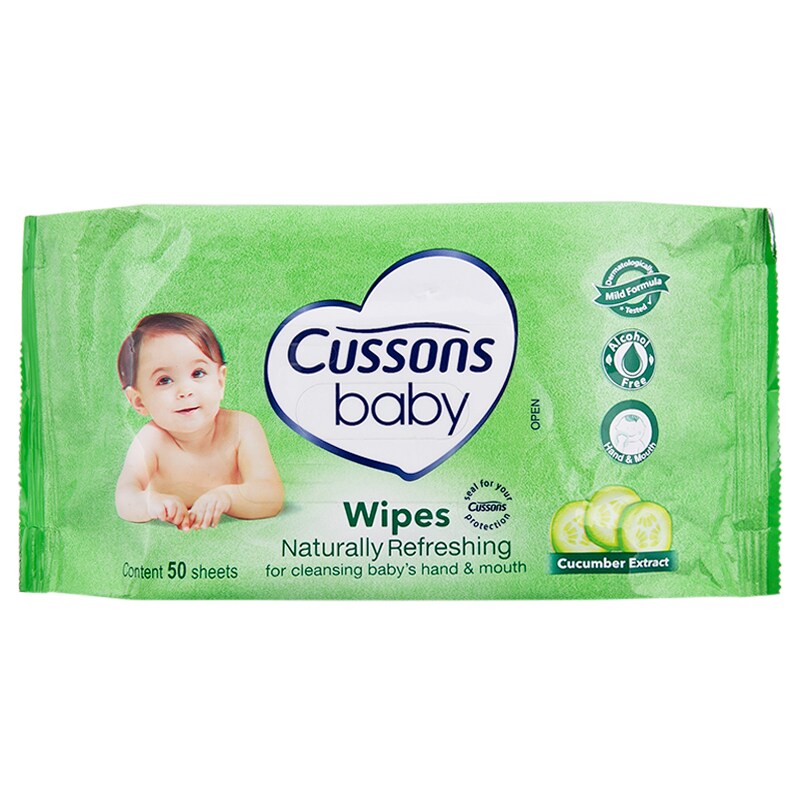 Cussons
baby
OPEN
Wipes
Naturally Refreshing
for cleansing baby's hand & mouth
seal for your
Cussons
protection
Content 50 sheets
Dermatologically
Mild Formula
• Tested ✓
Alcohol
Free
Hand & Mouth
Cucumber Extract